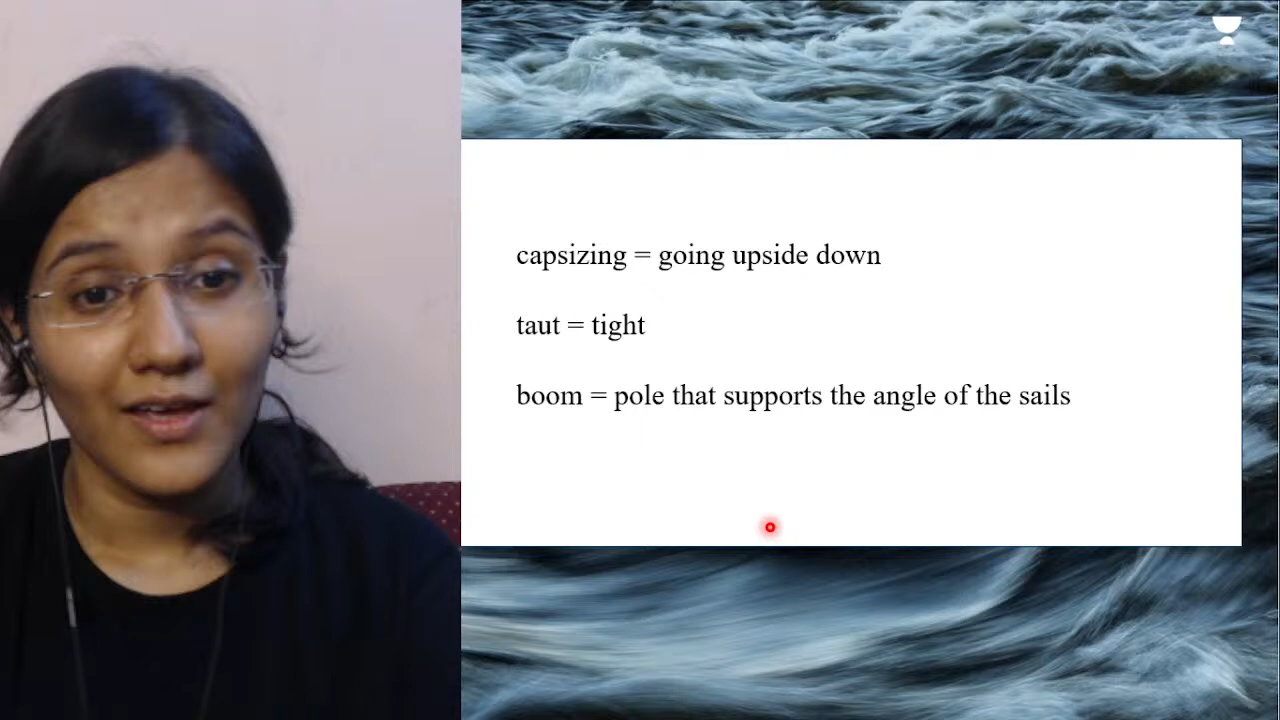 capsizing = going upside down
taut = tight
boom = pole that supports the angle of the sails